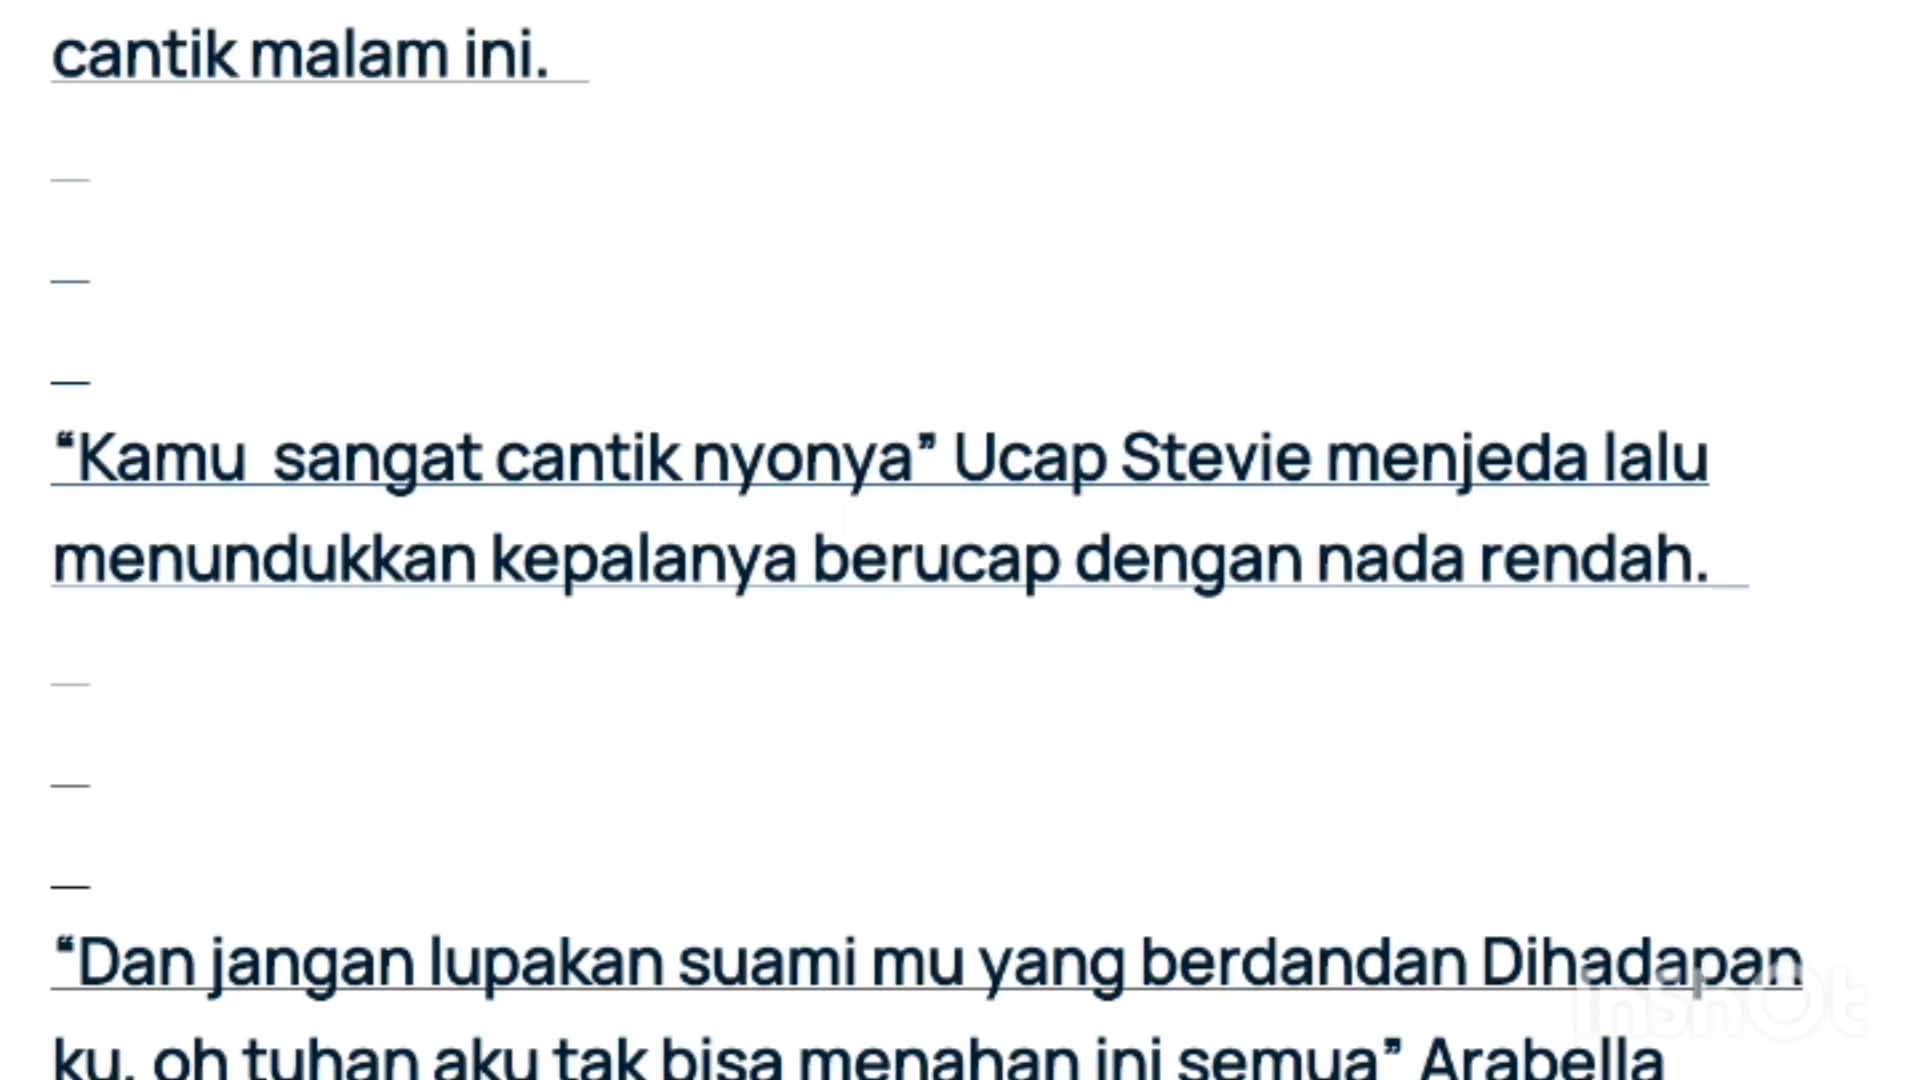 cantik malam ini.
“Kamu  sangat cantik nyonya” Ucap Stevie menjeda lalu
menundukkan kepalanya berucap dengan nada rendah.
“Dan jangan lupakan suami mu yang berdandan Dihadapan
ku, oh tuhan aku tak bisa menahan ini semua” Arabella
InShOt